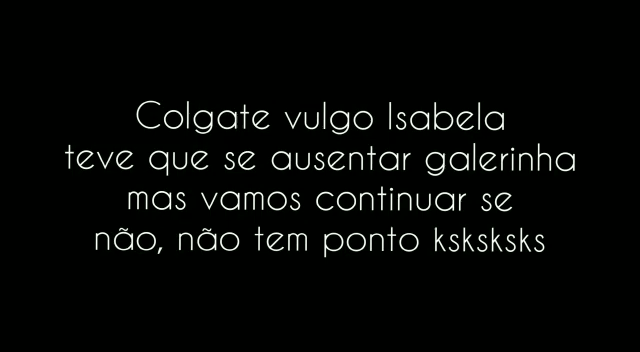 Colgate vulgo Isabela
teve que se ausentar galerinha
mas vamos continuar se
não, não tem ponto ksksksks